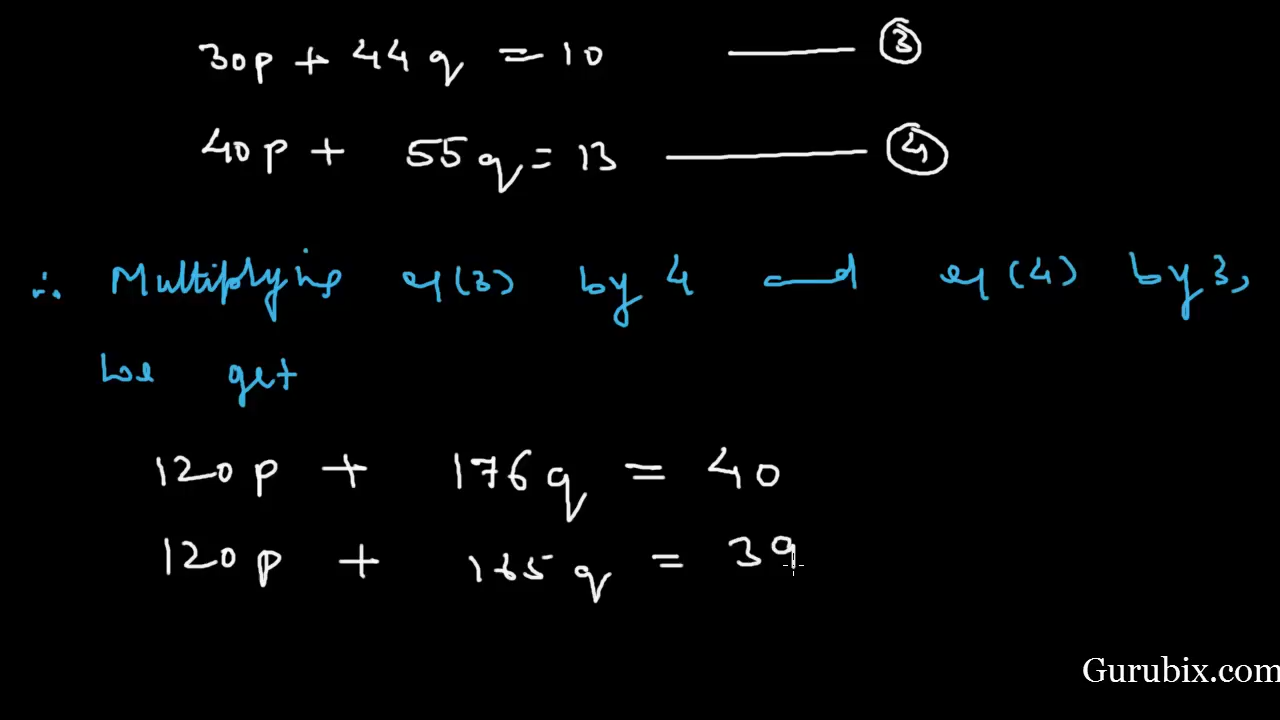 30p + 44q = 10 ③
40p + 55q = 13 ④
∴ Multiplying eq(3) by 4 and eq(4) by 3,
we get
120p + 176q = 40
120p + 165q = 39
Gurubix.com